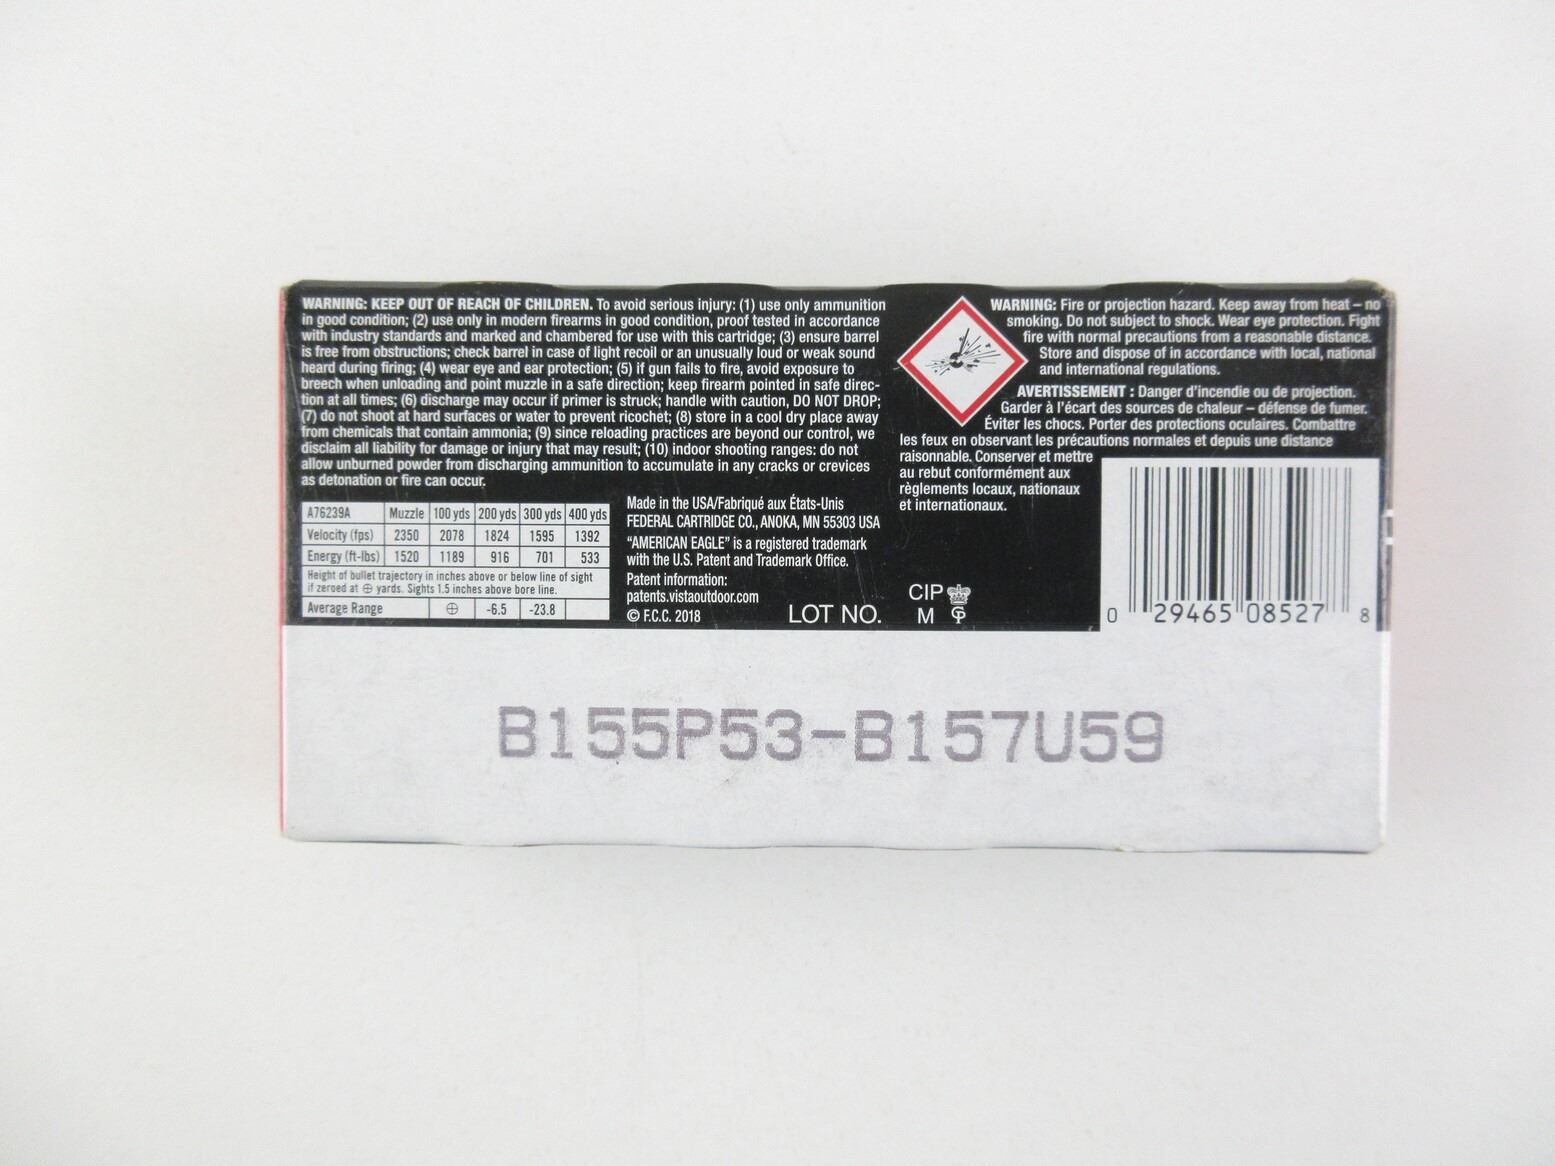 WARNING: KEEP OUT OF REACH OF CHILDREN. To avoid serious injury: (1) use only ammunition
in good condition; (2) use only in modern firearms in good condition, proof tested in accordance
with industry standards and marked and chambered for use with this cartridge; (3) ensure barrel
is free from obstructions; check barrel in case of light recoil or an unusually loud or weak sound
heard during firing; (4) wear eye and ear protection; (5) if gun fails to fire, avoid exposure to
breech when unloading and point muzzle in a safe direction; keep firearm pointed in safe direc-
tion at all times; (6) discharge may occur if primer is struck; handle with caution, DO NOT DROP;
(7) do not shoot at hard surfaces or water to prevent ricochet; (8) store in a cool dry place away
from chemicals that contain ammonia; (9) since reloading practices are beyond our control, we
disclaim all liability for damage or injury that may result; (10) indoor shooting ranges: do not
allow unburned powder from discharging ammunition to accumulate in any cracks or crevices
as detonation or fire can occur.
A76239A Muzzle 100 yds 200 yds 300 yds 400 yds
Velocity (fps) 2350 2078 1824 1595 1392
Energy (ft-lbs) 1520 1189 916 701 533
Height of bullet trajectory in inches above or below line of sight
if zeroed at ⊕ yards. Sights 1.5 inches above bore line.
Average Range ⊕ -6.5 -23.8
Made in the USA/Fabriqué aux États-Unis
FEDERAL CARTRIDGE CO., ANOKA, MN 55303 USA
"AMERICAN EAGLE" is a registered trademark
with the U.S. Patent and Trademark Office.
Patent information:
patents.vistaoutdoor.com
© F.C.C. 2018
LOT NO.
WARNING: Fire or projection hazard. Keep away from heat – no
smoking. Do not subject to shock. Wear eye protection. Fight
fire with normal precautions from a reasonable distance.
Store and dispose of in accordance with local, national
and international regulations.
AVERTISSEMENT : Danger d'incendie ou de projection.
Garder à l'écart des sources de chaleur – défense de fumer.
Éviter les chocs. Porter des protections oculaires. Combattre
les feux en observant les précautions normales et depuis une distance
raisonnable. Conserver et mettre
au rebut conformément aux
règlements locaux, nationaux
et internationaux.
CIP
M
0 29465 08527 8
B155P53-B157U59